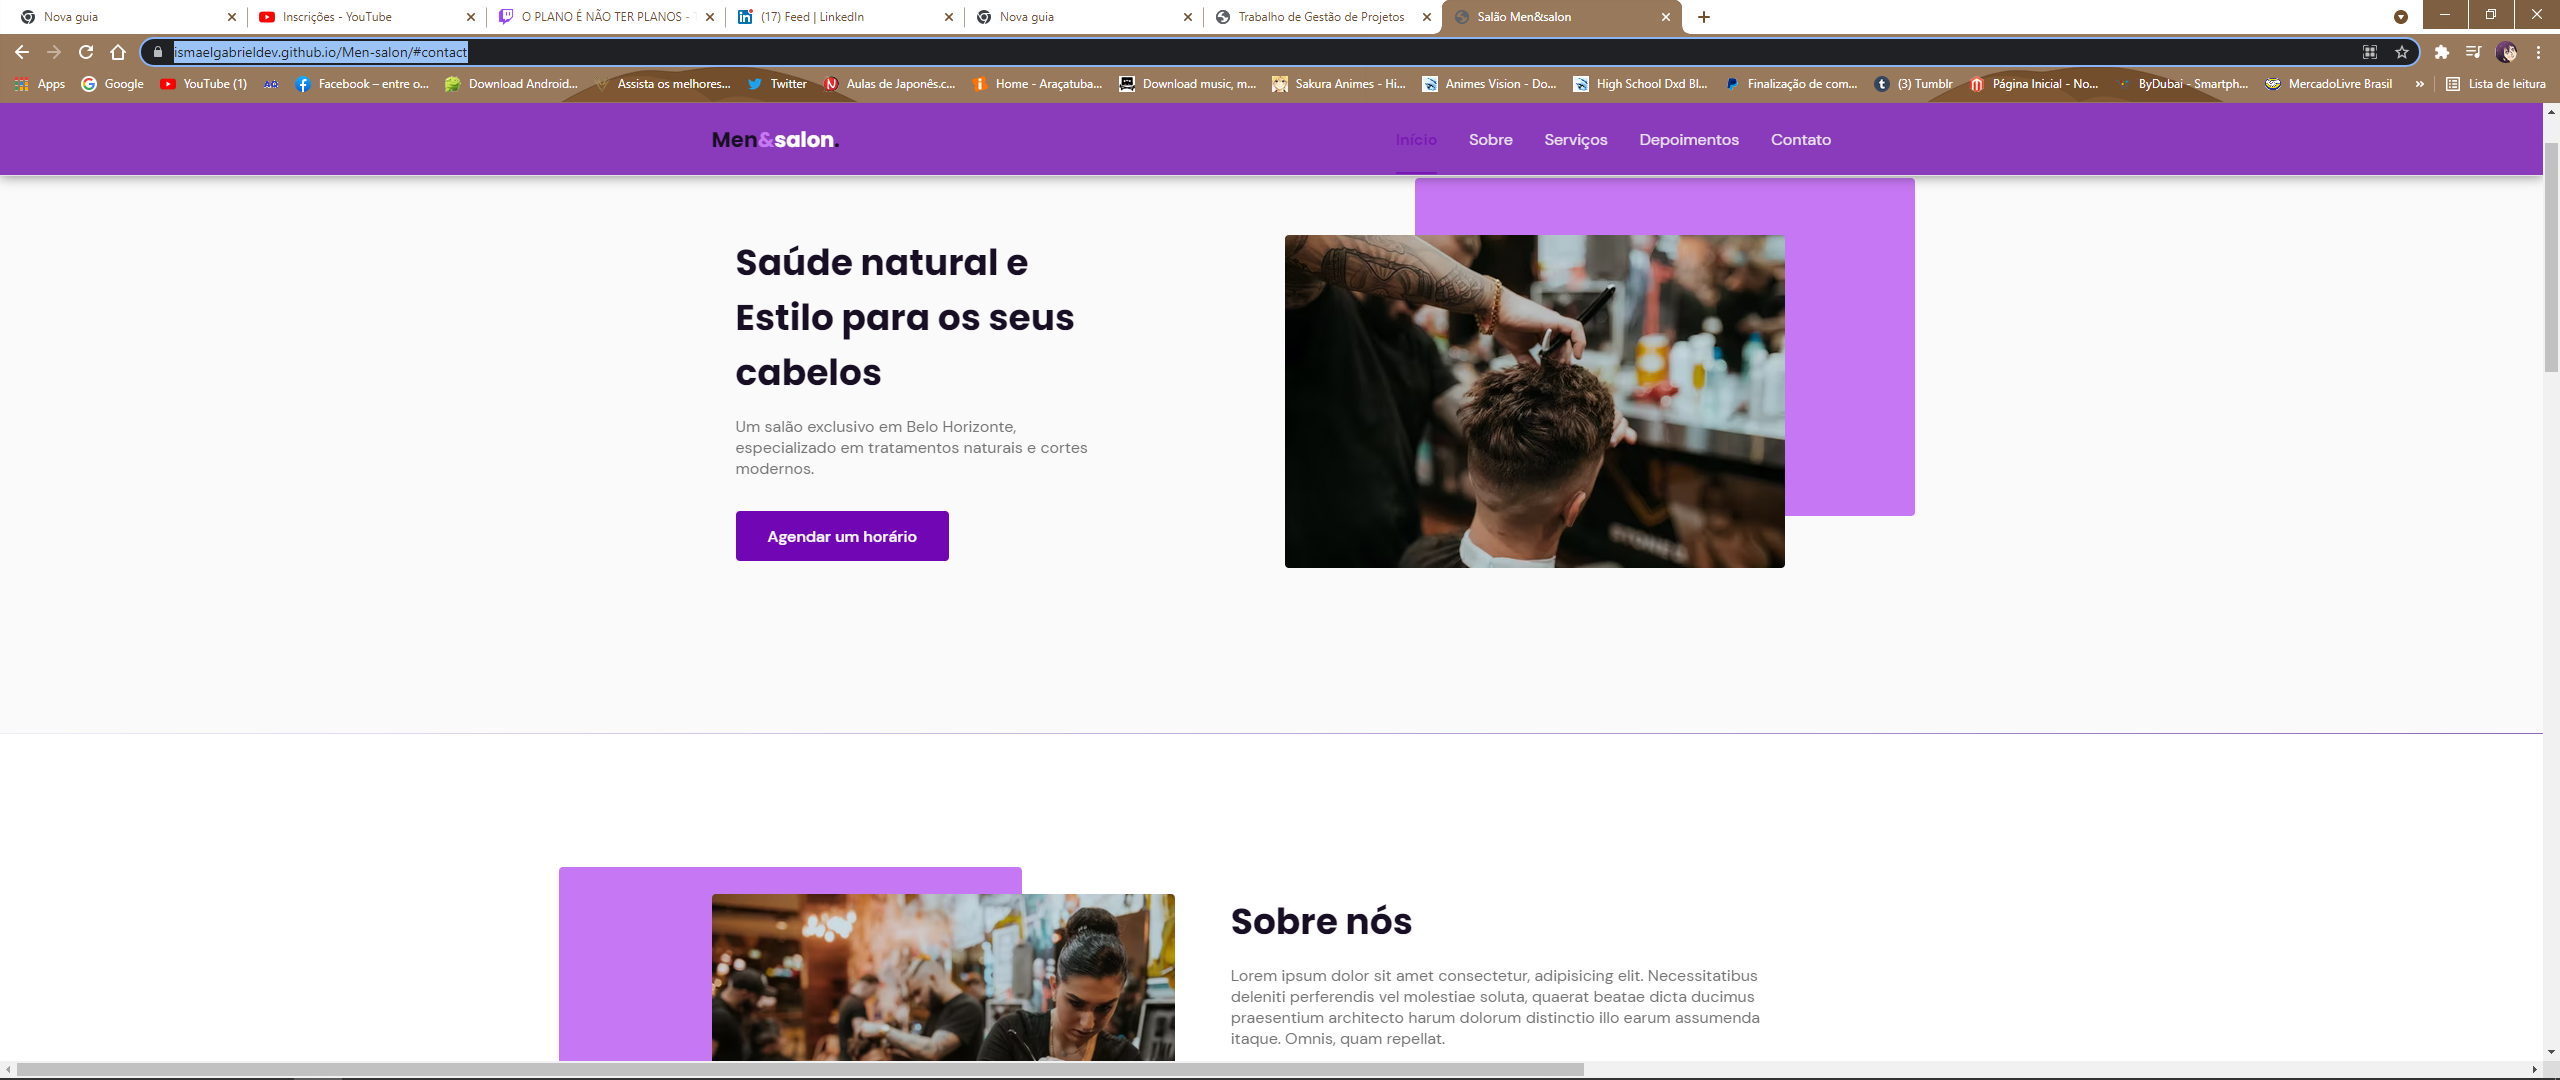 Nova guia
Inscrições - YouTube
O PLANO É NÃO TER PLANOS -
(17) Feed | LinkedIn
Nova guia
Trabalho de Gestão de Projetos
Salão Men&salon
ismaelgabrieldev.github.io/Men-salon/#contact
Apps
Google
YouTube (1)
Facebook – entre o...
Download Android...
Assista os melhores...
Twitter
Aulas de Japonês.c...
Home - Araçatuba...
Download music, m...
Sakura Animes - Hi...
Animes Vision - Do...
High School Dxd Bl...
Finalização de com...
(3) Tumblr
Página Inicial - No...
ByDubai - Smartph...
MercadoLivre Brasil
»
Lista de leitura
Men&salon.
Início
Sobre
Serviços
Depoimentos
Contato
Saúde natural e
Estilo para os seus
cabelos
Um salão exclusivo em Belo Horizonte,
especializado em tratamentos naturais e cortes
modernos.
Agendar um horário
Sobre nós
Lorem ipsum dolor sit amet consectetur, adipisicing elit. Necessitatibus
deleniti perferendis vel molestiae soluta, quaerat beatae dicta ducimus
praesentium architecto harum dolorum distinctio illo earum assumenda
itaque. Omnis, quam repellat.